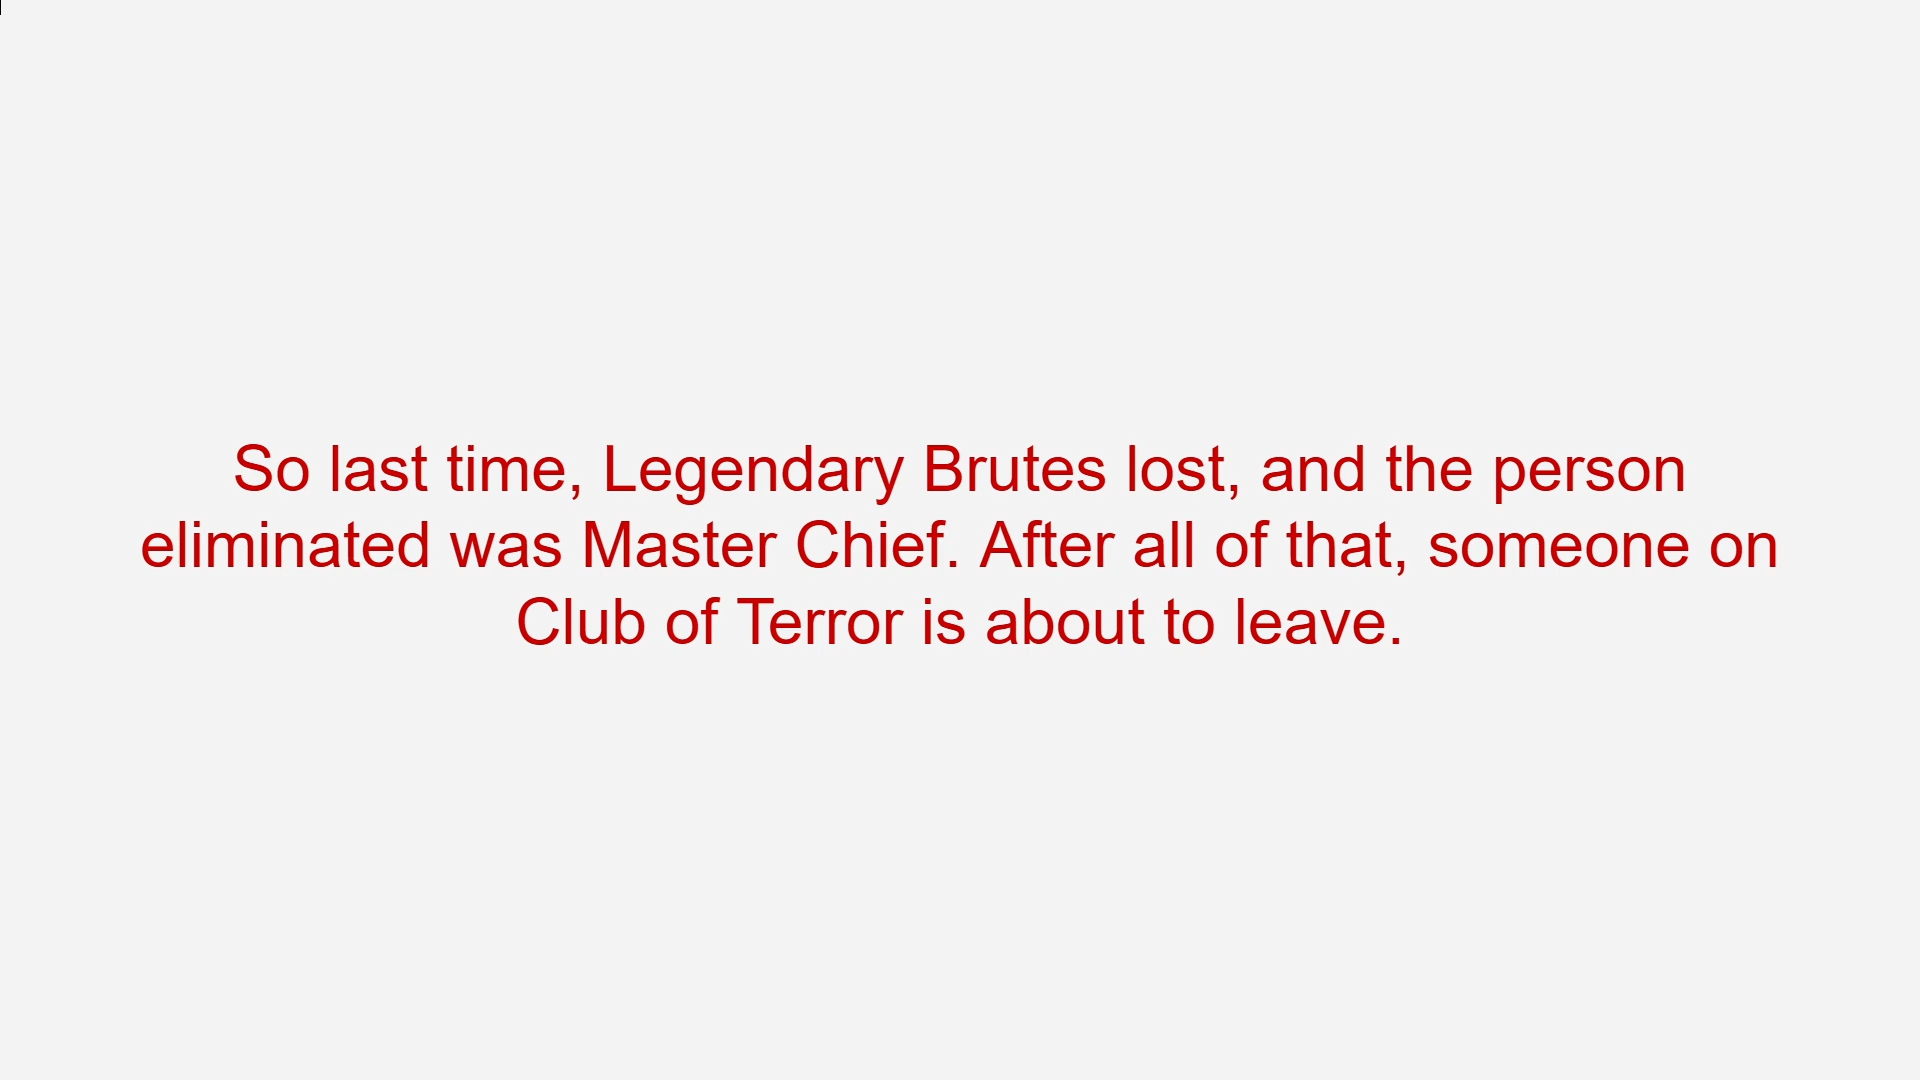 So last time, Legendary Brutes lost, and the person
eliminated was Master Chief. After all of that, someone on
Club of Terror is about to leave.